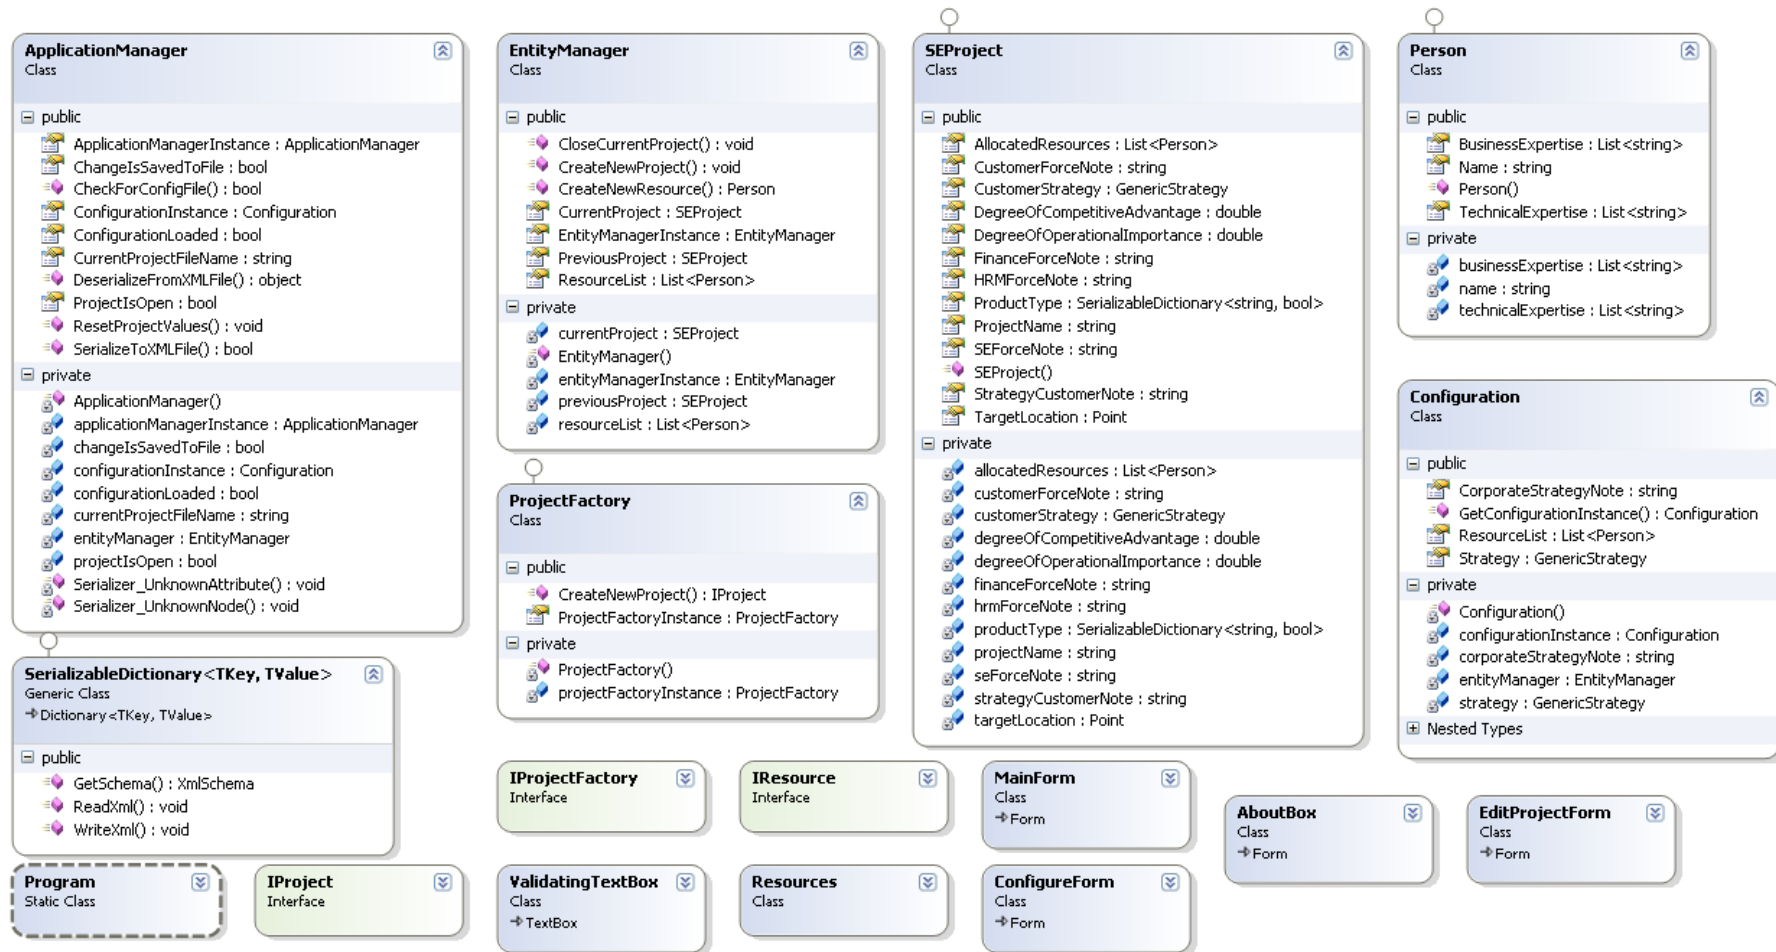 ApplicationManager
Class
public
ApplicationManagerInstance : ApplicationManager
ChangeIsSavedToFile : bool
CheckForConfigFile() : bool
ConfigurationInstance : Configuration
ConfigurationLoaded : bool
CurrentProjectFileName : string
DeserializeFromXMLFile() : object
ProjectIsOpen : bool
ResetProjectValues() : void
SerializeToXMLFile() : bool
private
ApplicationManager()
applicationManagerInstance : ApplicationManager
changeIsSavedToFile : bool
configurationInstance : Configuration
configurationLoaded : bool
currentProjectFileName : string
entityManager : EntityManager
projectIsOpen : bool
Serializer_UnknownAttribute() : void
Serializer_UnknownNode() : void
SerializableDictionary<TKey, TValue>
Generic Class
Dictionary<TKey, TValue>
public
GetSchema() : XmlSchema
ReadXml() : void
WriteXml() : void
Program
Static Class
IProject
Interface
EntityManager
Class
public
CloseCurrentProject() : void
CreateNewProject() : void
CreateNewResource() : Person
CurrentProject : SEProject
EntityManagerInstance : EntityManager
PreviousProject : SEProject
ResourceList : List<Person>
private
currentProject : SEProject
EntityManager()
entityManagerInstance : EntityManager
previousProject : SEProject
resourceList : List<Person>
ProjectFactory
Class
public
CreateNewProject() : IProject
ProjectFactoryInstance : ProjectFactory
private
ProjectFactory()
projectFactoryInstance : ProjectFactory
IProjectFactory
Interface
IResource
Interface
ValidatingTextBox
Class
TextBox
Resources
Class
SEProject
Class
public
AllocatedResources : List<Person>
CustomerForceNote : string
CustomerStrategy : GenericStrategy
DegreeOfCompetitiveAdvantage : double
DegreeOfOperationalImportance : double
FinanceForceNote : string
HRMForceNote : string
ProductType : SerializableDictionary<string, bool>
ProjectName : string
SEForceNote : string
SEProject()
StrategyCustomerNote : string
TargetLocation : Point
private
allocatedResources : List<Person>
customerForceNote : string
customerStrategy : GenericStrategy
degreeOfCompetitiveAdvantage : double
degreeOfOperationalImportance : double
financeForceNote : string
hrmForceNote : string
productType : SerializableDictionary<string, bool>
projectName : string
seForceNote : string
strategyCustomerNote : string
targetLocation : Point
MainForm
Class
Form
ConfigureForm
Class
Form
Person
Class
public
BusinessExpertise : List<string>
Name : string
Person()
TechnicalExpertise : List<string>
private
businessExpertise : List<string>
name : string
technicalExpertise : List<string>
Configuration
Class
public
CorporateStrategyNote : string
GetConfigurationInstance() : Configuration
ResourceList : List<Person>
Strategy : GenericStrategy
private
Configuration()
configurationInstance : Configuration
corporateStrategyNote : string
entityManager : EntityManager
strategy : GenericStrategy
Nested Types
AboutBox
Class
Form
EditProjectForm
Class
Form